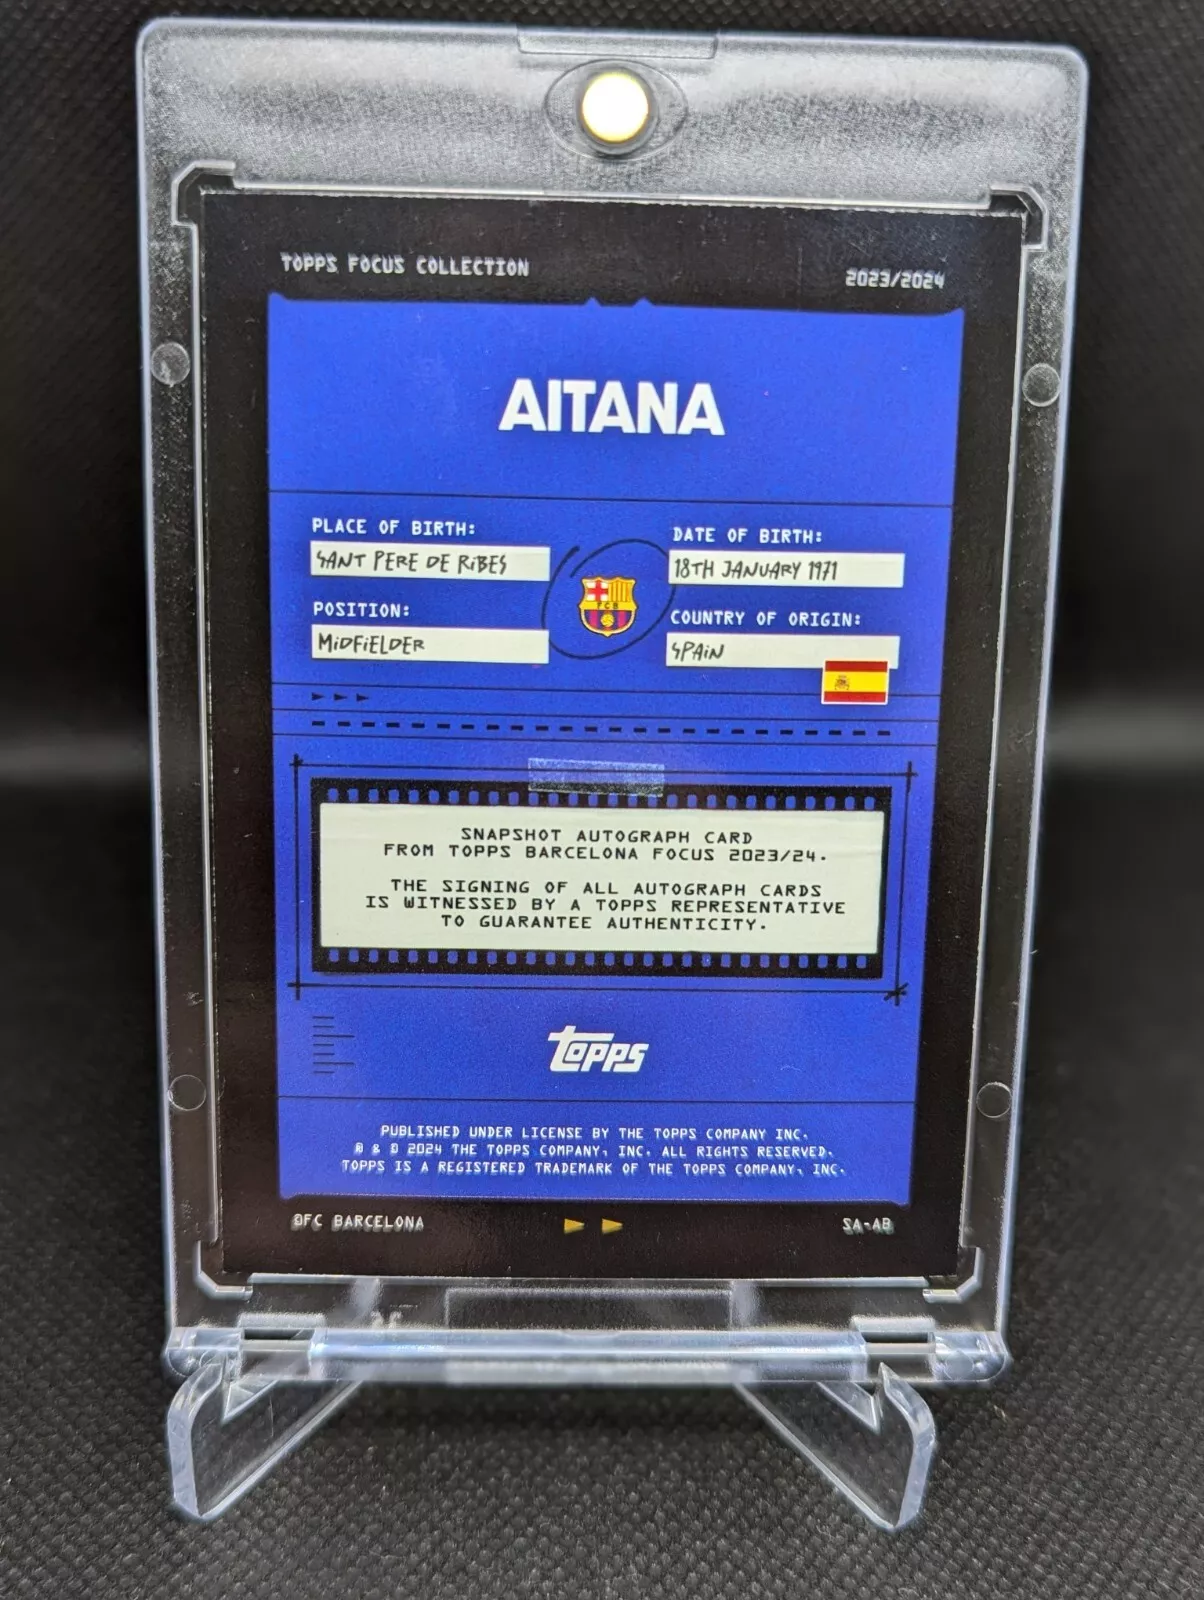 TOPPS FOCUS COLLECTION
2023/2024
AITANA
PLACE OF BIRTH:
SANT PERE DE RIBES
DATE OF BIRTH:
18TH JANUARY 1971
POSITION:
MIDFIELDER
COUNTRY OF ORIGIN:
SPAIN
FCB
SNAPSHOT AUTOGRAPH CARD
FROM TOPPS BARCELONA FOCUS 2023/24.
THE SIGNING OF ALL AUTOGRAPH CARDS
IS WITNESSED BY A TOPPS REPRESENTATIVE
TO GUARANTEE AUTHENTICITY.
topps
PUBLISHED UNDER LICENSE BY THE TOPPS COMPANY INC.
® & © 2024 THE TOPPS COMPANY, INC. ALL RIGHTS RESERVED.
TOPPS IS A REGISTERED TRADEMARK OF THE TOPPS COMPANY, INC.
©FC BARCELONA
SA-AB